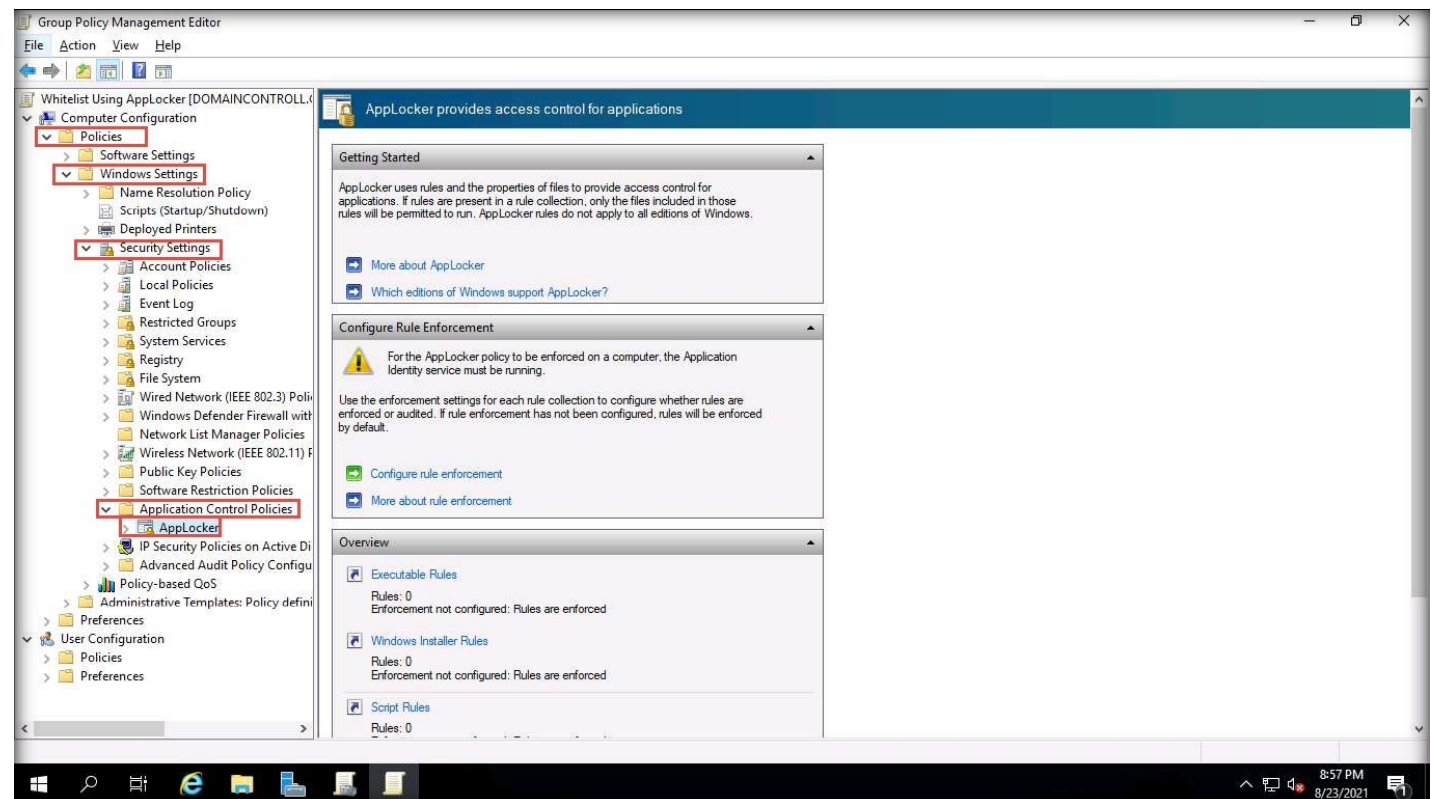 Group Policy Management Editor
File Action View Help
Whitelist Using AppLocker [DOMAINCONTROLL.
Computer Configuration
Policies
Software Settings
Windows Settings
Name Resolution Policy
Scripts (Startup/Shutdown)
Deployed Printers
Security Settings
Account Policies
Local Policies
Event Log
Restricted Groups
System Services
Registry
File System
Wired Network (IEEE 802.3) Poli
Windows Defender Firewall with
Network List Manager Policies
Wireless Network (IEEE 802.11) P
Public Key Policies
Software Restriction Policies
Application Control Policies
AppLocker
IP Security Policies on Active Di
Advanced Audit Policy Configu
Policy-based QoS
Administrative Templates: Policy defini
Preferences
User Configuration
Policies
Preferences
AppLocker provides access control for applications
Getting Started
AppLocker uses rules and the properties of files to provide access control for
applications. If rules are present in a rule collection, only the files included in those
rules will be permitted to run. AppLocker rules do not apply to all editions of Windows.
More about AppLocker
Which editions of Windows support AppLocker?
Configure Rule Enforcement
For the AppLocker policy to be enforced on a computer, the Application
Identity service must be running.
Use the enforcement settings for each rule collection to configure whether rules are
enforced or audited. If rule enforcement has not been configured, rules will be enforced
by default.
Configure rule enforcement
More about rule enforcement
Overview
Executable Rules
Rules: 0
Enforcement not configured: Rules are enforced
Windows Installer Rules
Rules: 0
Enforcement not configured: Rules are enforced
Script Rules
Rules: 0
8:57 PM
8/23/2021